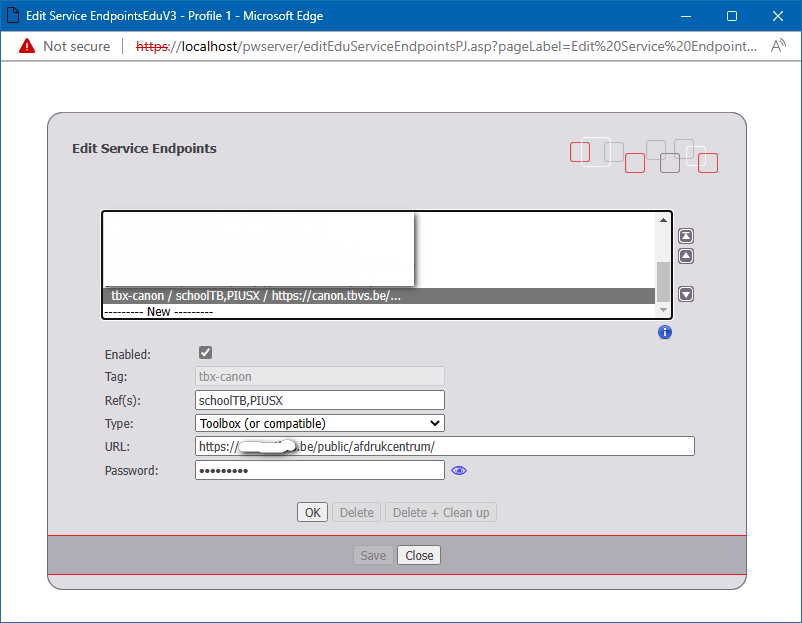 Edit Service EndpointsEduV3 - Profile 1 - Microsoft Edge
Not secure | https://localhost/pwserver/editEduServiceEndpointsPJ.asp?pageLabel=Edit%20Service%20Endpoint...
Edit Service Endpoints
tbx-canon / schoolTB,PIUSX / https://canon.tbvs.be/...
--------- New ---------
Enabled:
Tag: tbx-canon
Ref(s): schoolTB,PIUSX
Type: Toolbox (or compatible)
URL: https:// .be/public/afdrukcentrum/
Password: •••••••••
OK Delete Delete + Clean up
Save Close